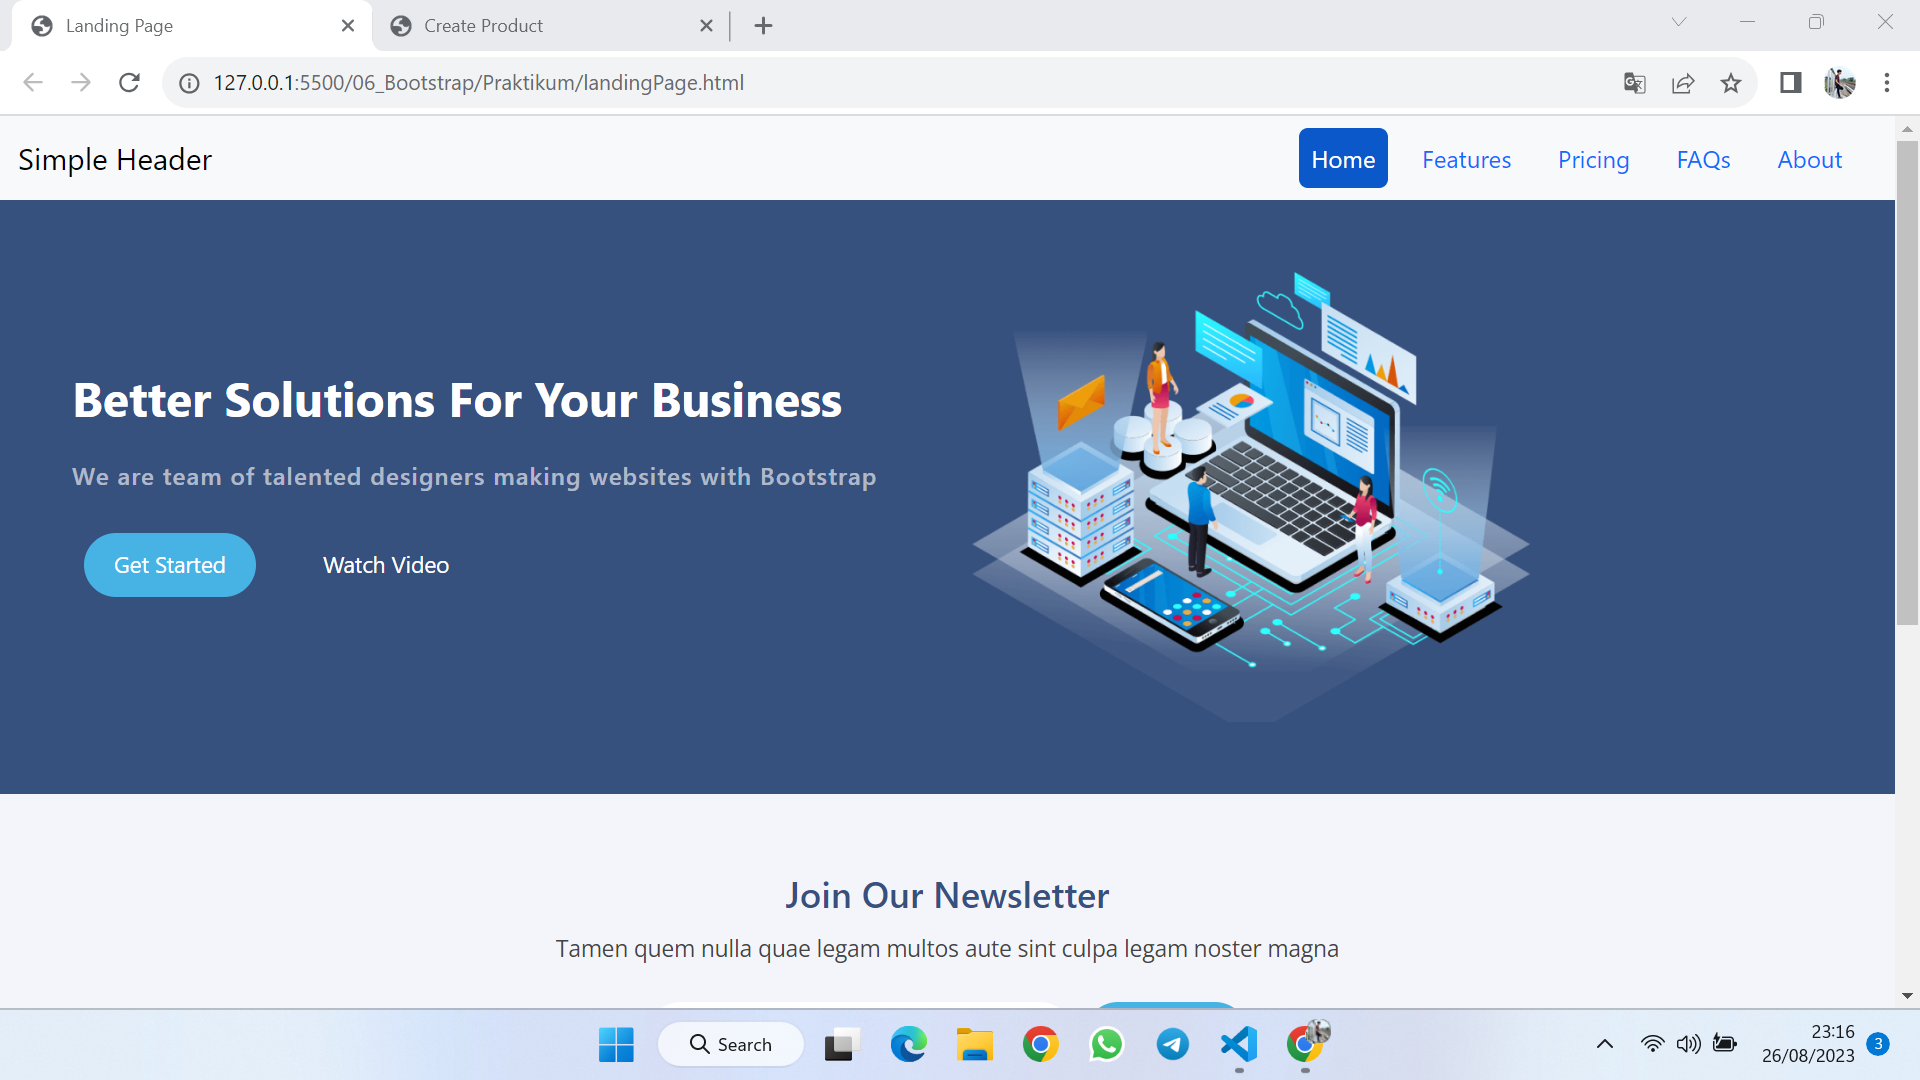 Landing Page
Create Product
127.0.0.1:5500/06_Bootstrap/Praktikum/landingPage.html
Simple Header
Home
Features
Pricing
FAQs
About
Better Solutions For Your Business
We are team of talented designers making websites with Bootstrap
Get Started
Watch Video
Join Our Newsletter
Tamen quem nulla quae legam multos aute sint culpa legam noster magna
Search
23:16
26/08/2023
3